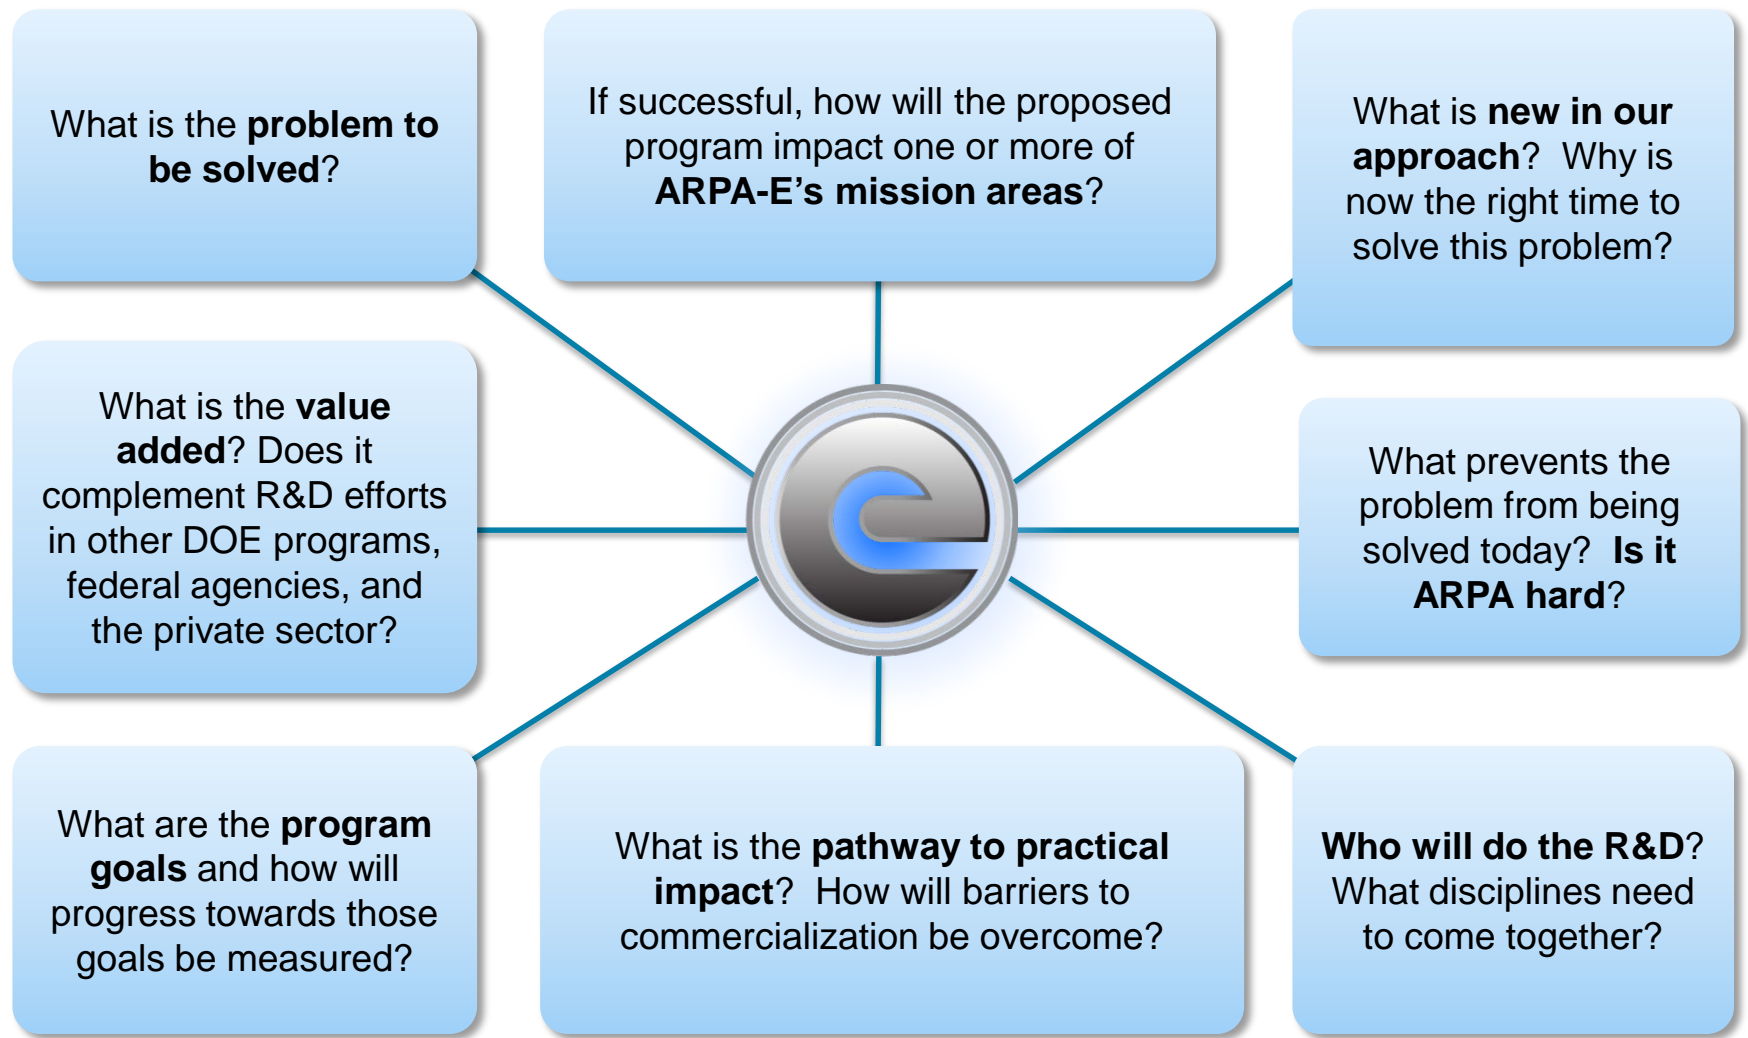 What is the problem to
be solved?
If successful, how will the proposed
program impact one or more of
ARPA-E’s mission areas?
What is new in our
approach?  Why is
now the right time to
solve this problem?
What is the value
added? Does it
complement R&D efforts
in other DOE programs,
federal agencies, and
the private sector?
e
What prevents the
problem from being
solved today?  Is it
ARPA hard?
What are the program
goals and how will
progress towards those
goals be measured?
What is the pathway to practical
impact?  How will barriers to
commercialization be overcome?
Who will do the R&D?
What disciplines need
to come together?